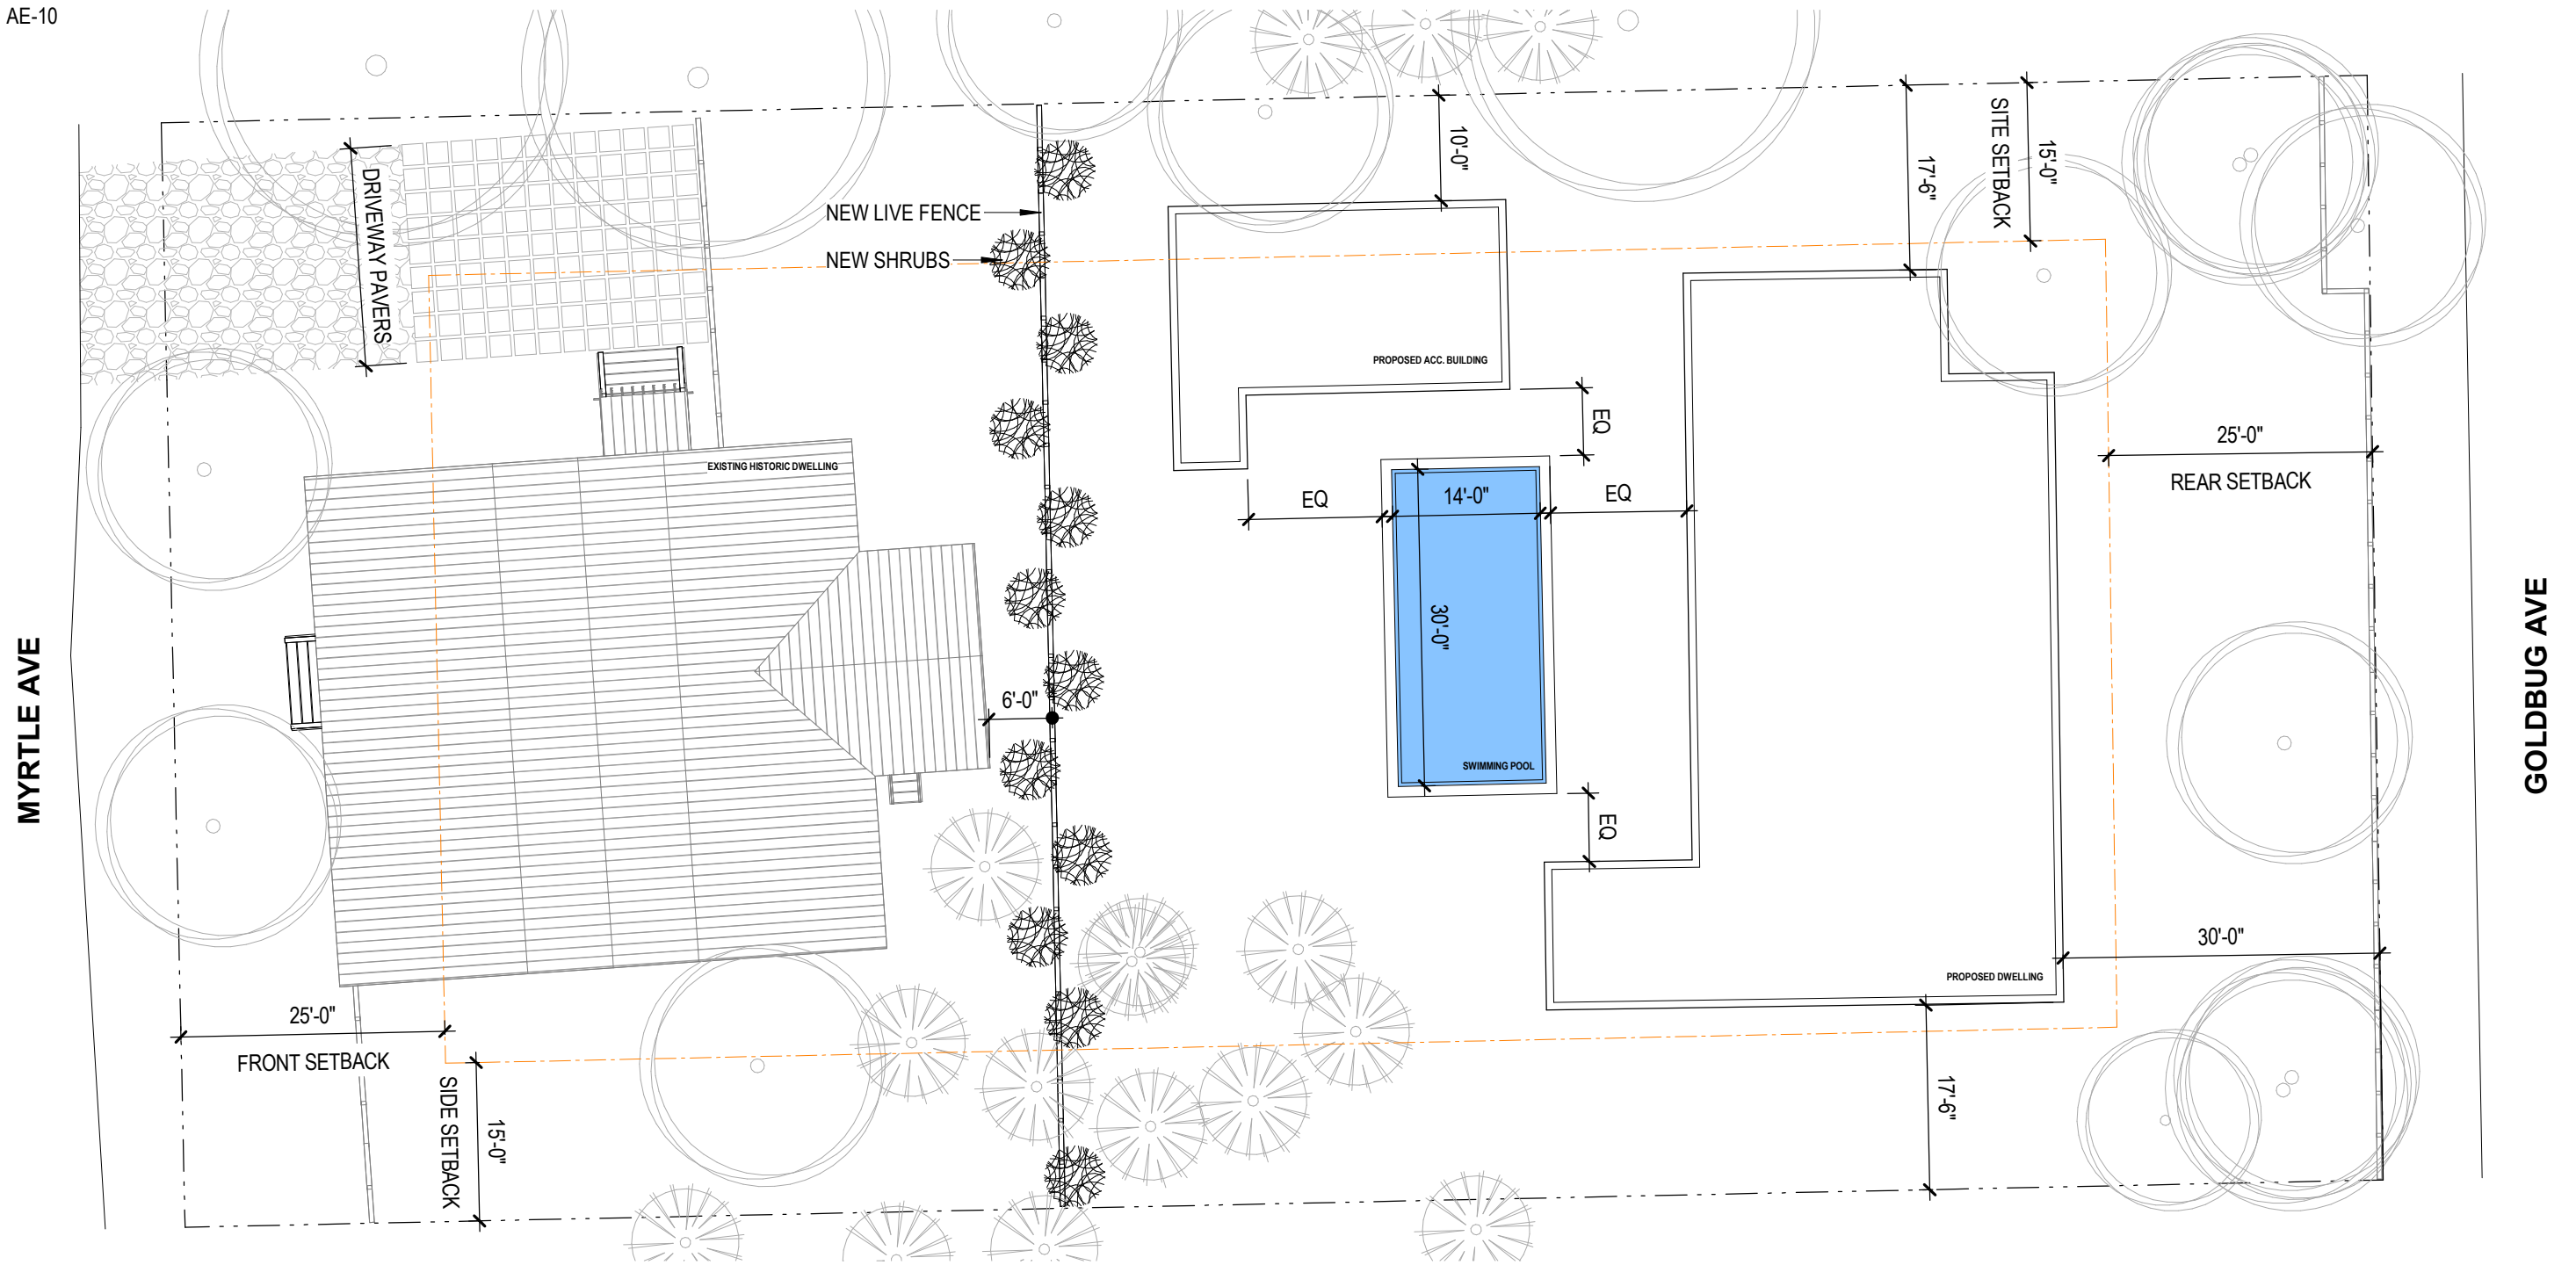 AE-10
DRIVEWAY PAVERS
NEW LIVE FENCE
NEW SHRUBS
10'-0"
17'-6"
SITE SETBACK
15'-0"
PROPOSED ACC. BUILDING
EQ
25'-0"
REAR SETBACK
EXISTING HISTORIC DWELLING
EQ
14'-0"
EQ
30'-0"
MYRTLE AVE
GOLDBUG AVE
6'-0"
SWIMMING POOL
EQ
30'-0"
PROPOSED DWELLING
25'-0"
FRONT SETBACK
SIDE SETBACK
15'-0"
17'-6"